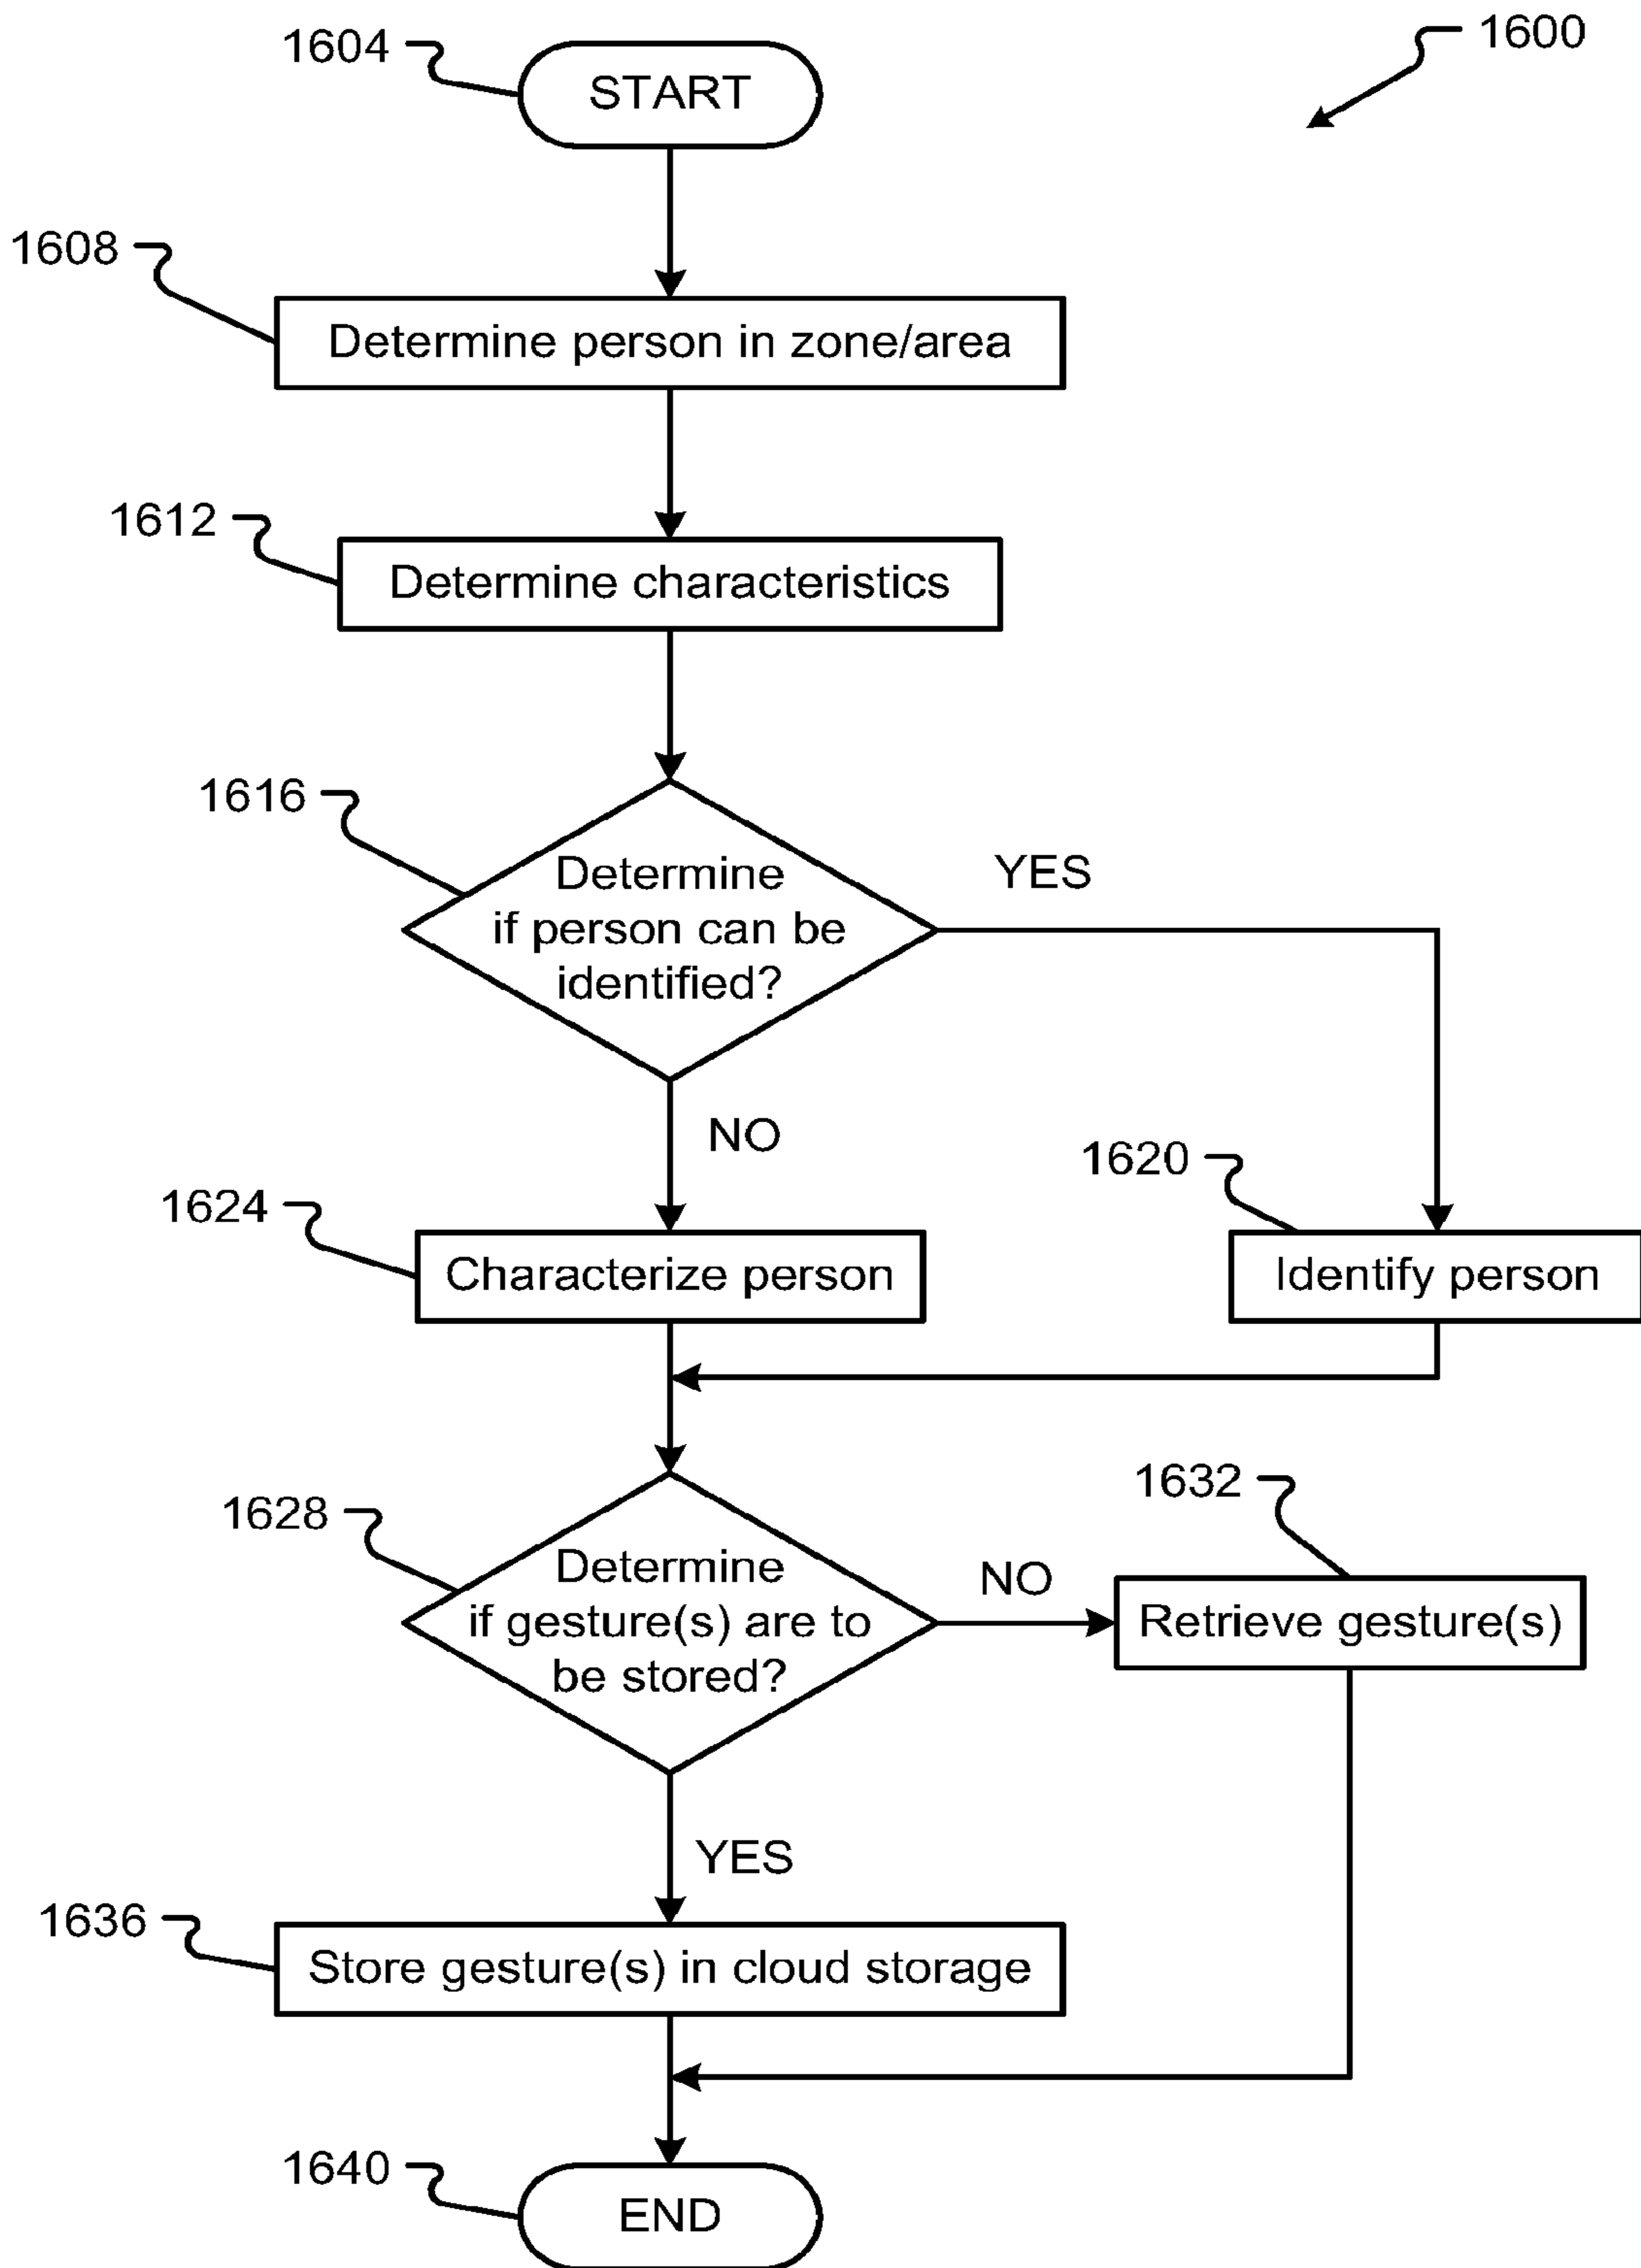 1600
1604
START
1608
Determine person in zone/area
1612
Determine characteristics
1616
Determine
if person can be
identified?
YES
NO
1620
1624
Characterize person
Identify person
1628
1632
Determine
if gesture(s) are to
be stored?
NO
Retrieve gesture(s)
YES
1636
Store gesture(s) in cloud storage
1640
END